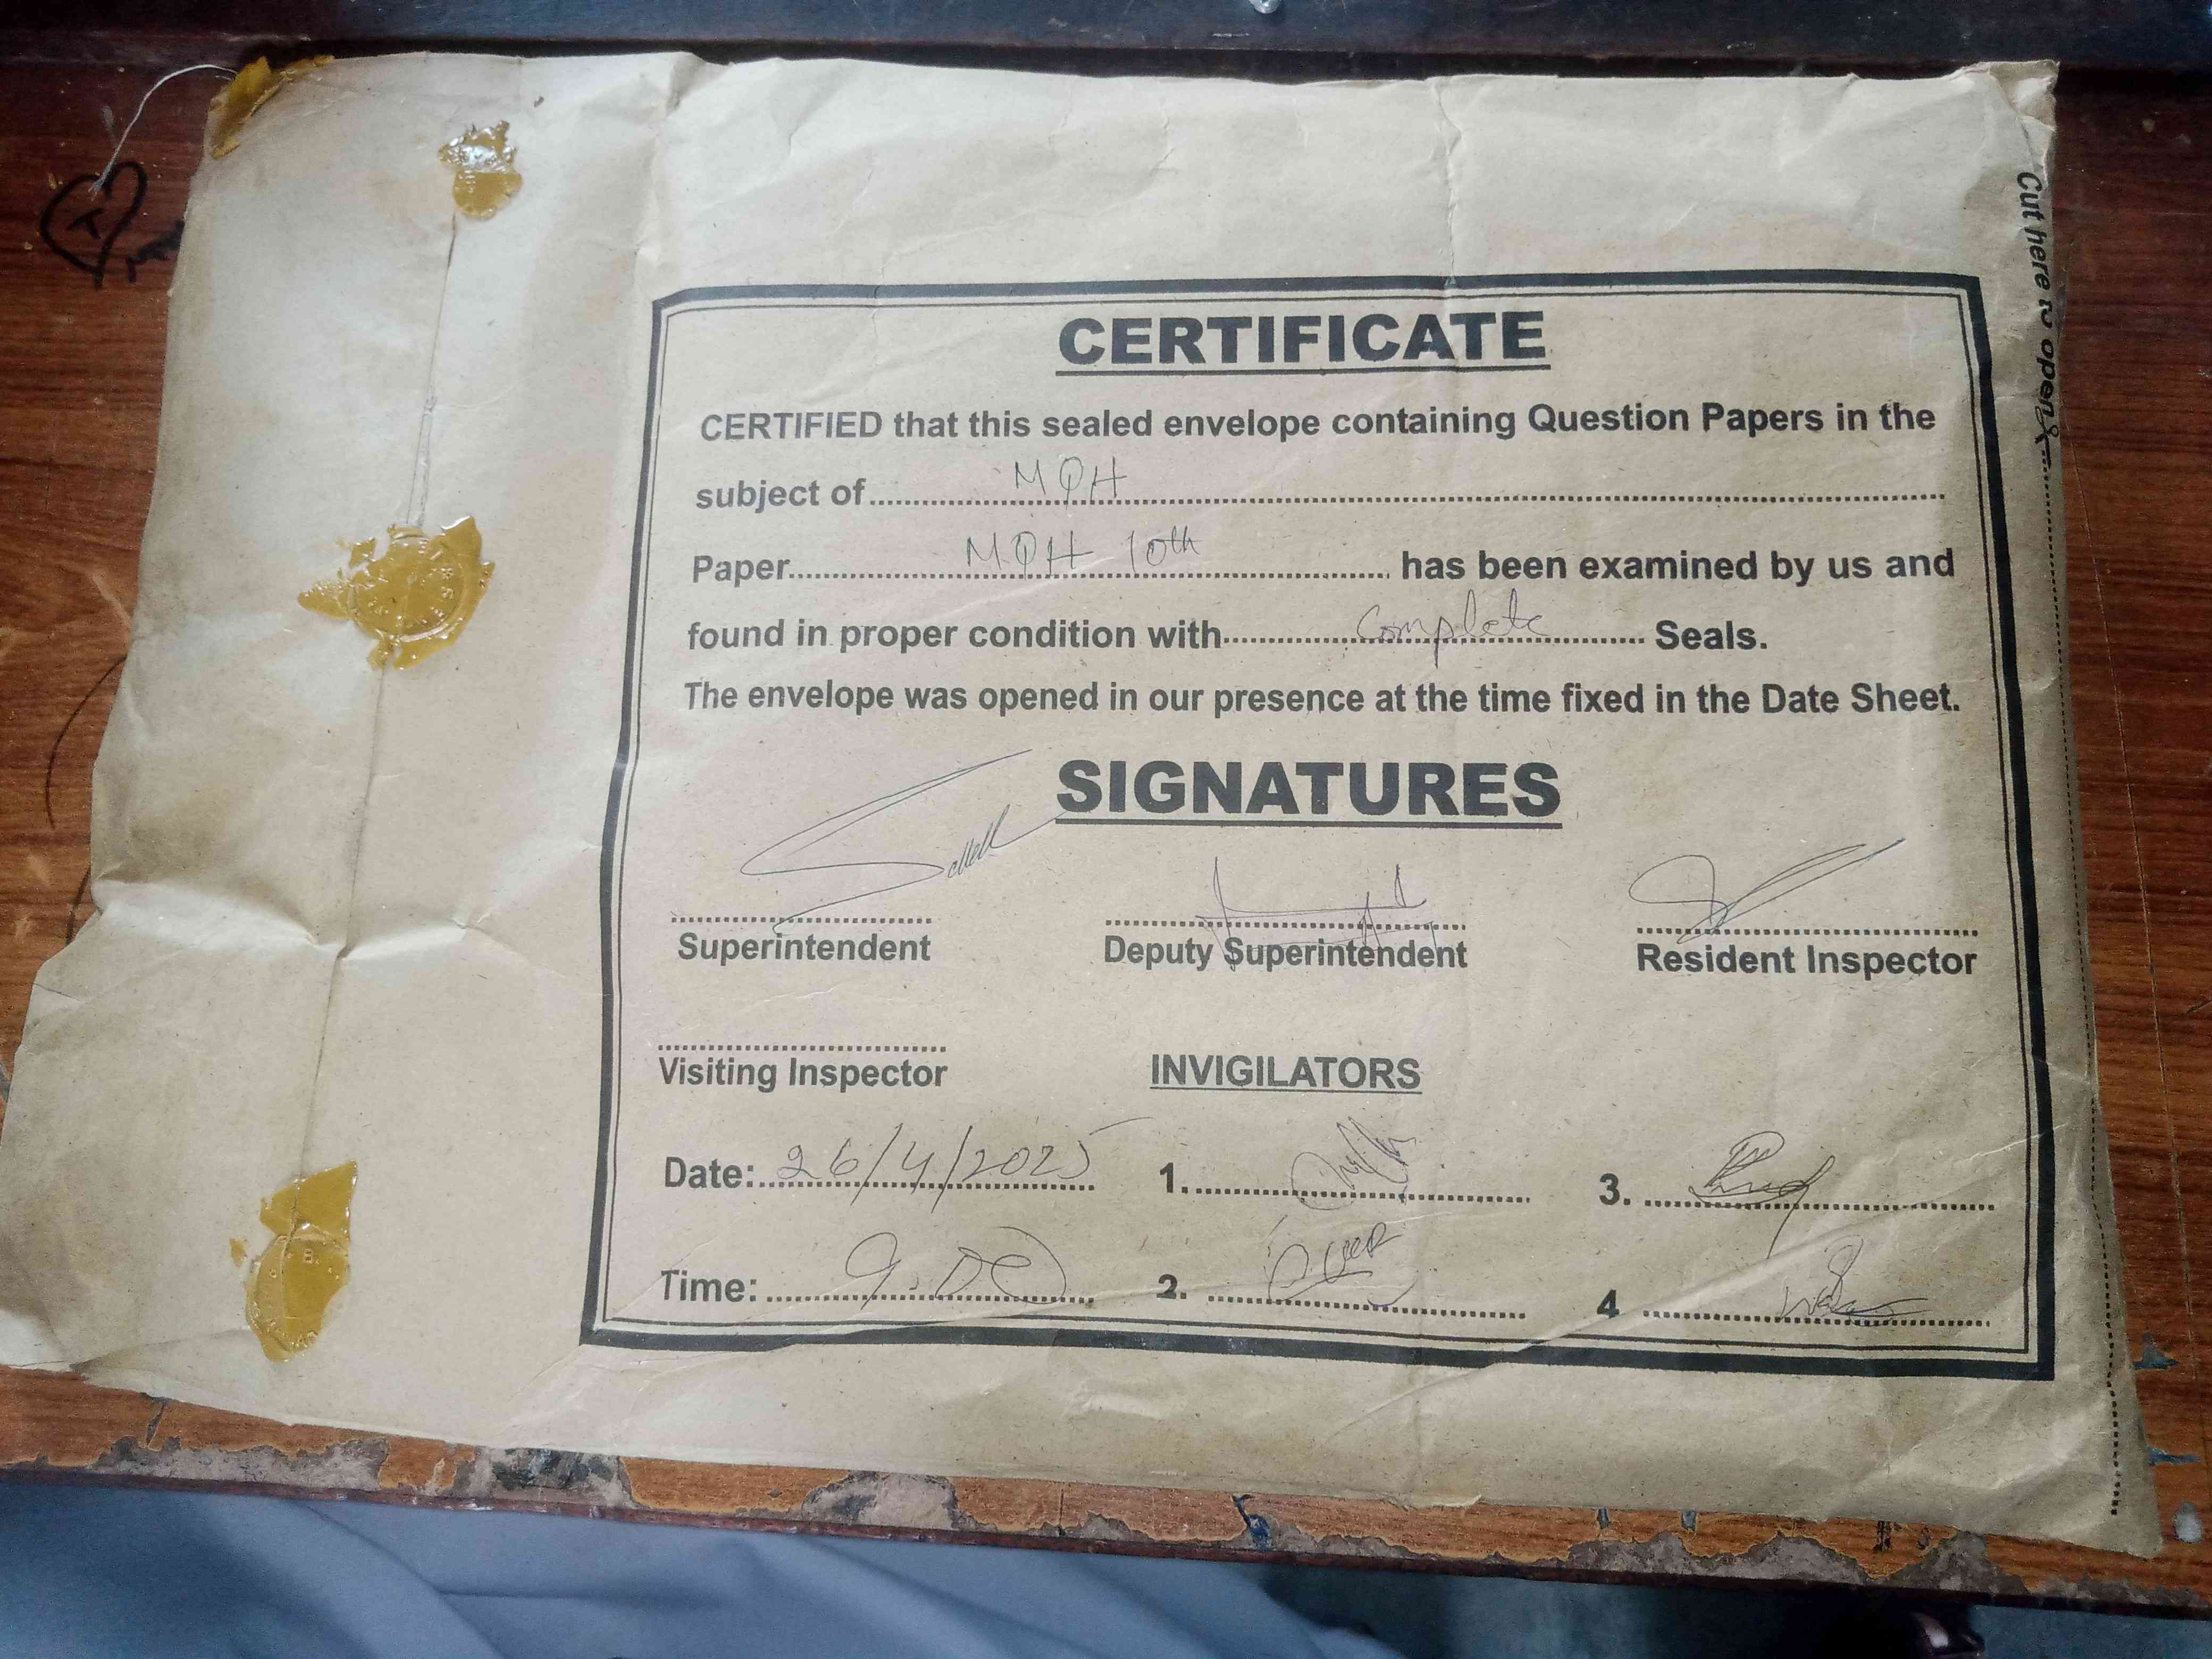 Cut here to open
CERTIFICATE
CERTIFIED that this sealed envelope containing Question Papers in the
subject of MQH
Paper MQH 10th has been examined by us and
found in proper condition with Complete Seals.
The envelope was opened in our presence at the time fixed in the Date Sheet.
SIGNATURES
Superintendent Deputy Superintendent Resident Inspector
Visiting Inspector INVIGILATORS
Date: 26/4/2025 1. 3.
Time: 9:00 2. 4